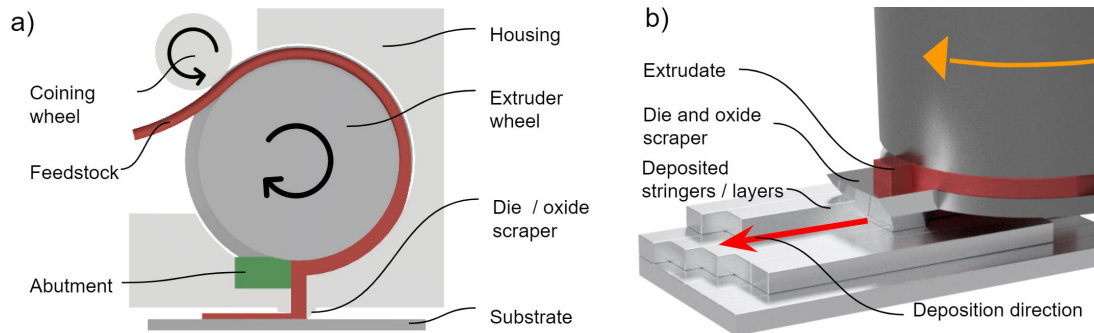 a)
Housing
Coining
wheel
Extruder
wheel
Feedstock
Die / oxide
scraper
Abutment
Substrate
b)
Extrudate
Die and oxide
scraper
Deposited
stringers / layers
Deposition direction